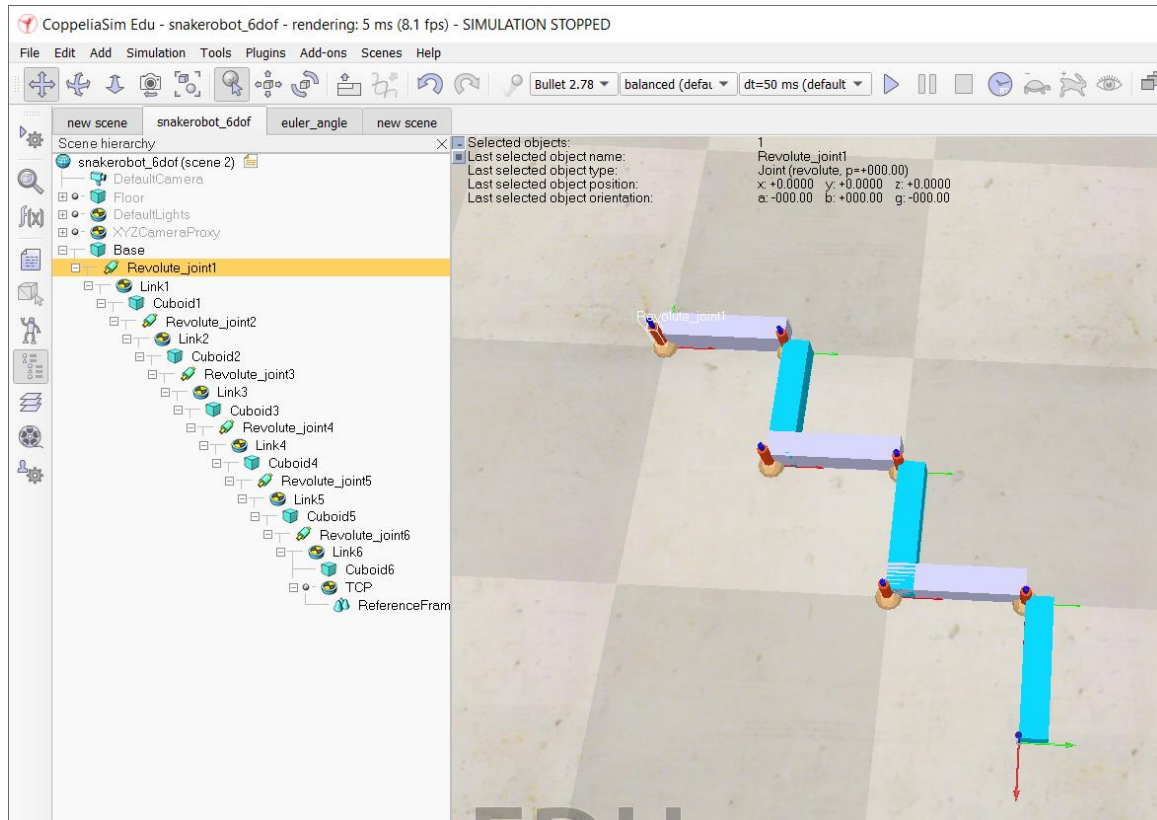 CoppeliaSim Edu - snakerobot_6dof - rendering: 5 ms (8.1 fps) - SIMULATION STOPPED
File Edit Add Simulation Tools Plugins Add-ons Scenes Help
Bullet 2.78 balanced (defau dt=50 ms (default
new scene snakerobot_6dof euler_angle new scene
Scene hierarchy
Selected objects: 1
Last selected object name: Revolute_joint1
Last selected object type: Joint (revolute, p=+000.00)
Last selected object position: x: +0.0000 y: +0.0000 z: +0.0000
Last selected object orientation: a: -000.00 b: +000.00 g: -000.00
snakerobot_6dof (scene 2)
DefaultCamera
Floor
DefaultLights
XYZCameraProxy
Base
Revolute_joint1
Link1
Cuboid1
Revolute_joint2
Link2
Cuboid2
Revolute_joint3
Link3
Cuboid3
Revolute_joint4
Link4
Cuboid4
Revolute_joint5
Link5
Cuboid5
Revolute_joint6
Link6
Cuboid6
TCP
ReferenceFram
f(x)
Revolute_joint1
EDU